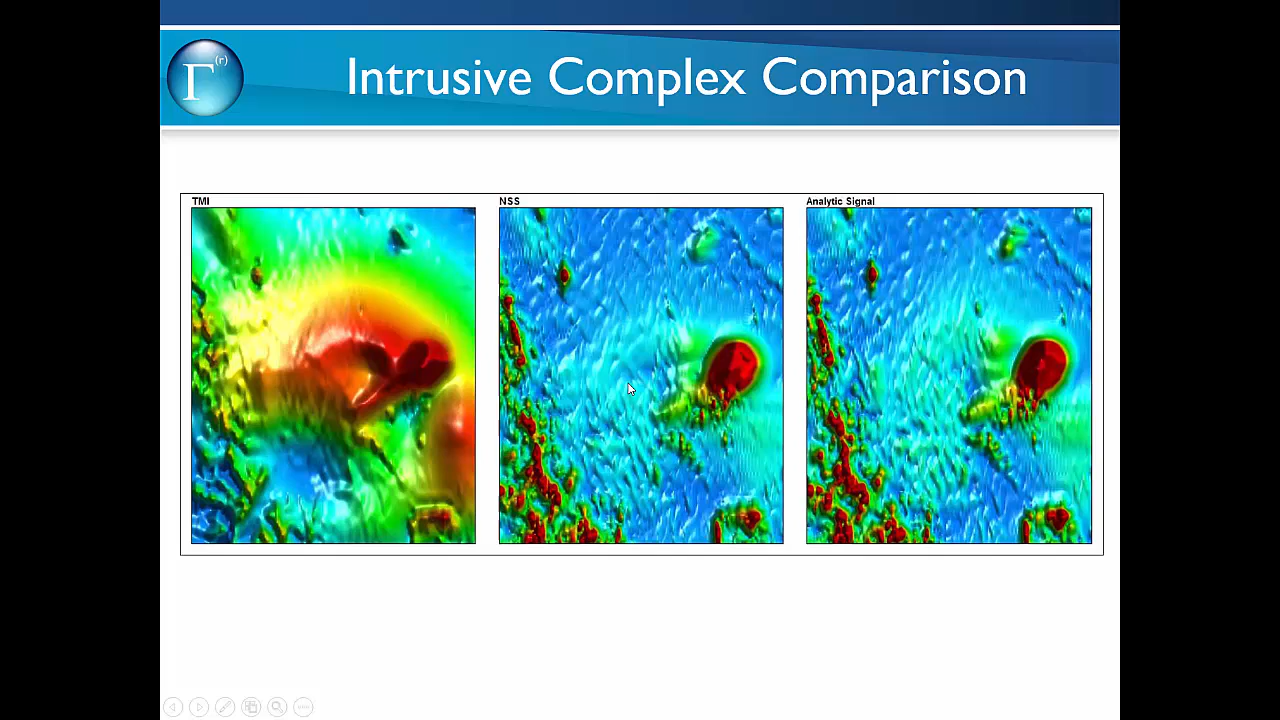 Γ(r)
Intrusive Complex Comparison
TMI
NSS
Analytic Signal